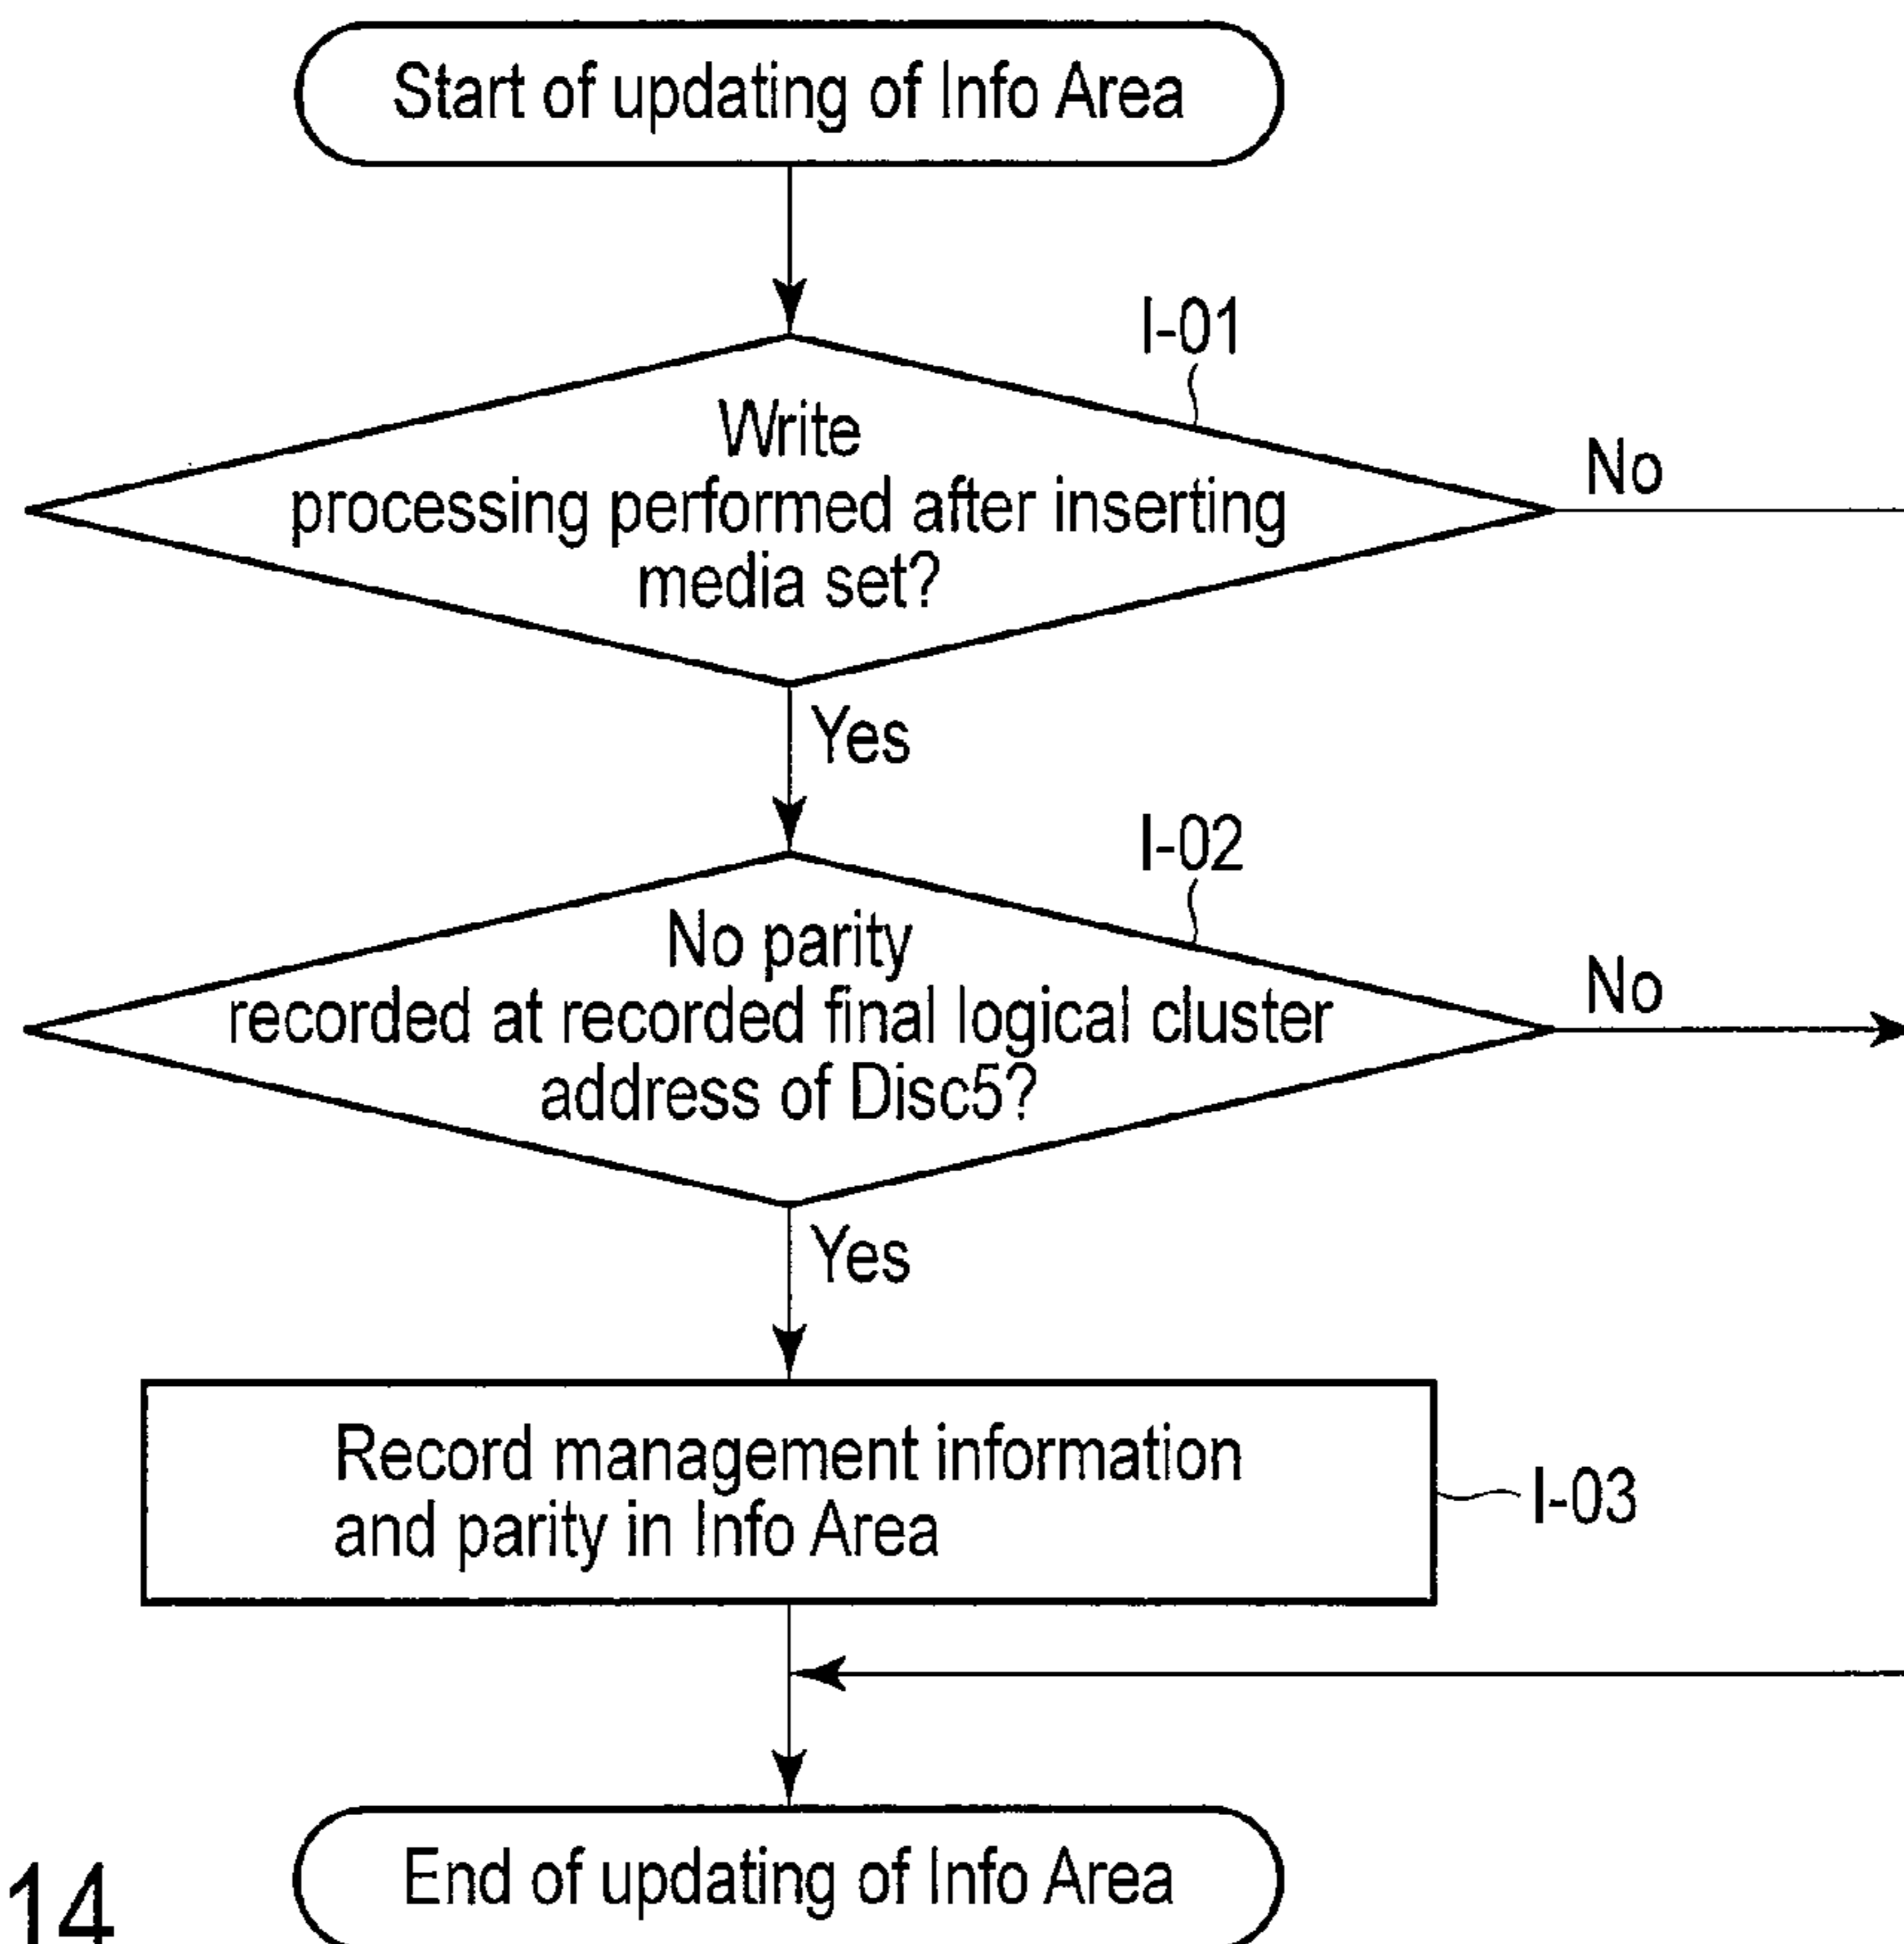 Start of updating of Info Area
I-01
Write
processing performed after inserting
media set?
No
Yes
I-02
No parity
recorded at recorded final logical cluster
address of Disc5?
No
Yes
Record management information
and parity in Info Area
I-03
End of updating of Info Area
14